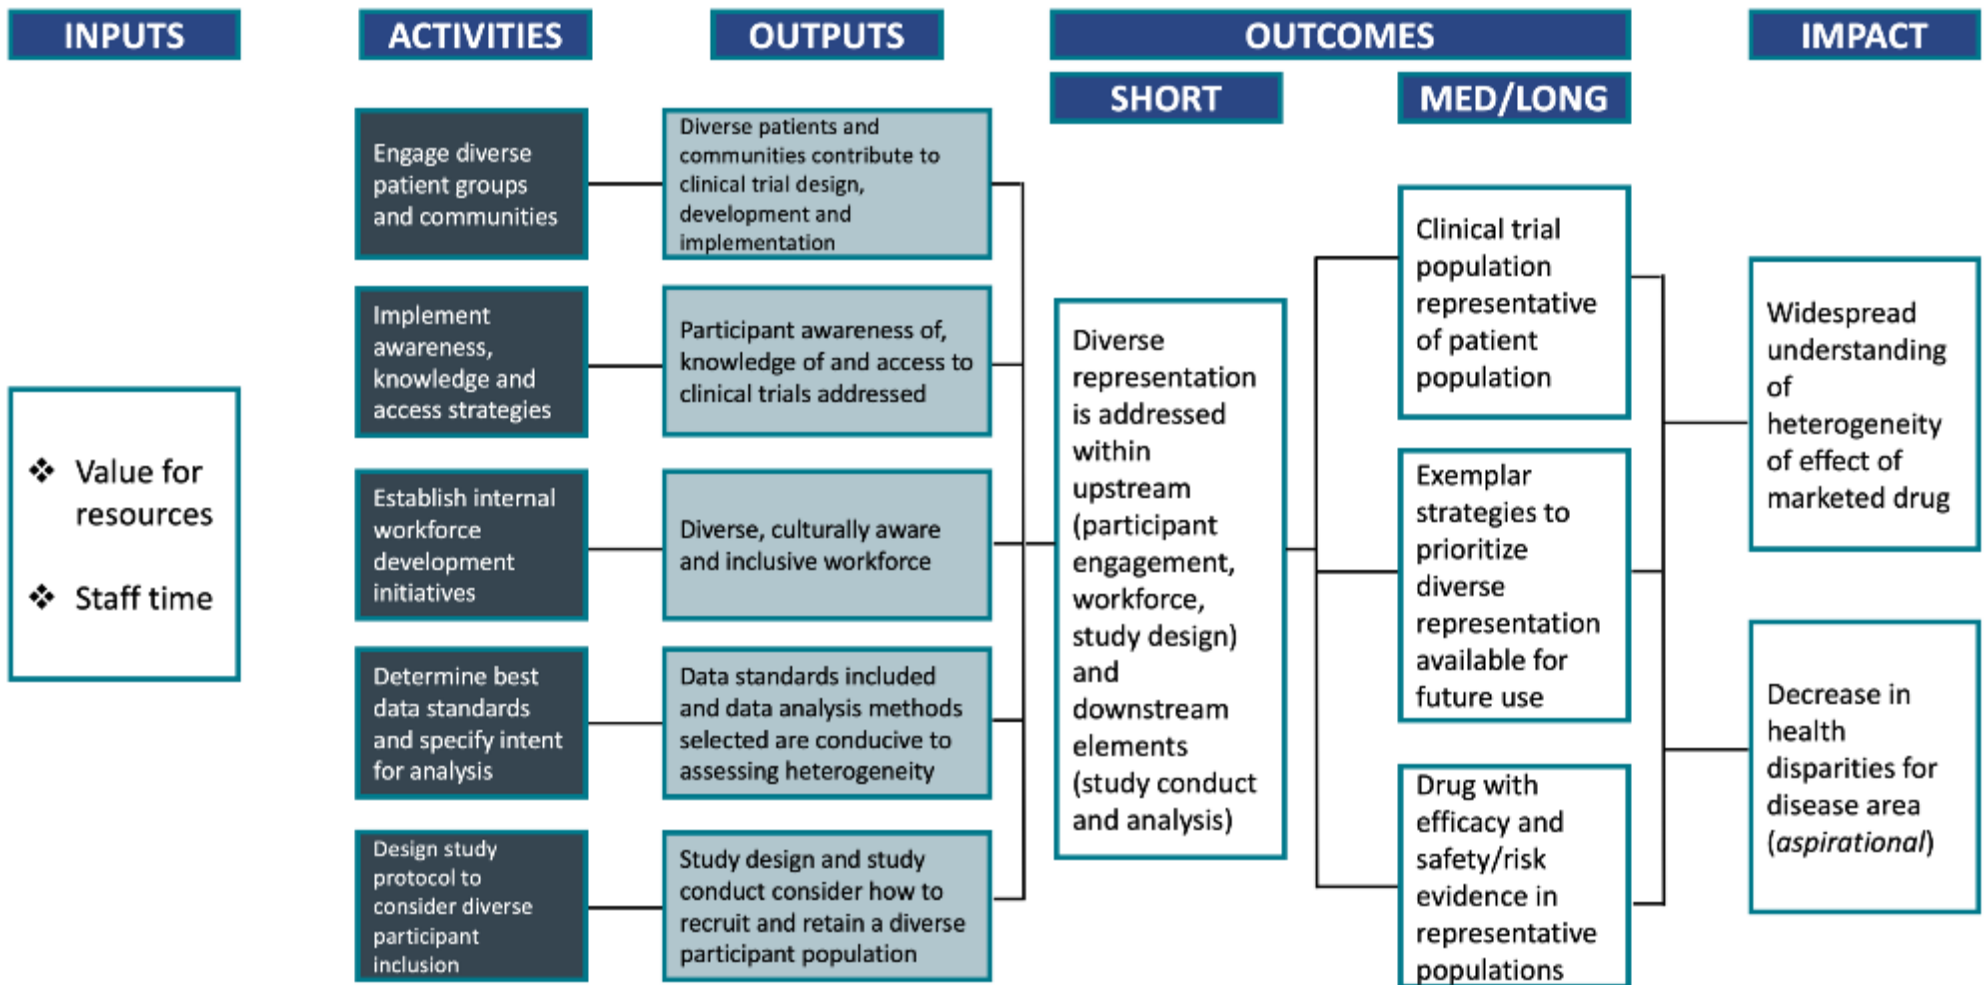 INPUTS
ACTIVITIES
OUTPUTS
OUTCOMES
IMPACT
SHORT
MED/LONG
❖ Value for
resources
❖ Staff time
Engage diverse
patient groups
and communities
Implement
awareness,
knowledge and
access strategies
Establish internal
workforce
development
initiatives
Determine best
data standards
and specify intent
for analysis
Design study
protocol to
consider diverse
participant
inclusion
Diverse patients and
communities contribute to
clinical trial design,
development and
implementation
Participant awareness of,
knowledge of and access to
clinical trials addressed
Diverse, culturally aware
and inclusive workforce
Data standards included
and data analysis methods
selected are conducive to
assessing heterogeneity
Study design and study
conduct consider how to
recruit and retain a diverse
participant population
Diverse
representation
is addressed
within
upstream
(participant
engagement,
workforce,
study design)
and
downstream
elements
(study conduct
and analysis)
Clinical trial
population
representative
of patient
population
Exemplar
strategies to
prioritize
diverse
representation
available for
future use
Drug with
efficacy and
safety/risk
evidence in
representative
populations
Widespread
understanding
of
heterogeneity
of effect of
marketed drug
Decrease in
health
disparities for
disease area
(aspirational)